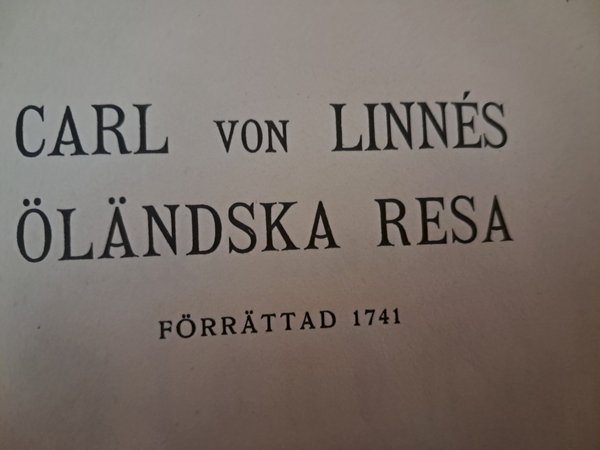 CARL VON LINNÉS
ÖLÄNDSKA RESA
FÖRRÄTTAD 1741